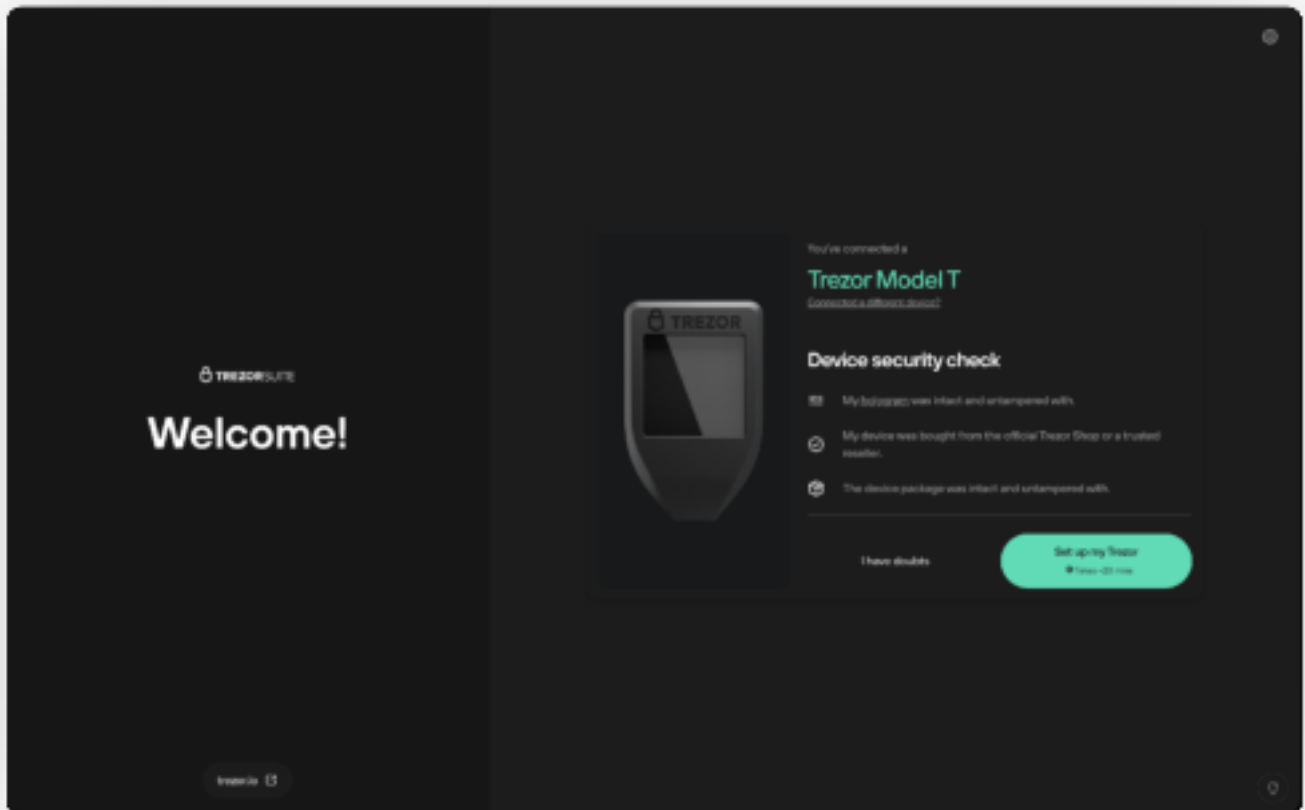 TREZOR SUITE
Welcome!
trezor.io
TREZOR
You've connected a
Trezor Model T
Connected a different device?
Device security check
My hologram was intact and untampered with.
My device was bought from the official Trezor Shop or a trusted
reseller.
The device package was intact and untampered with.
I have doubts
Set up my Trezor